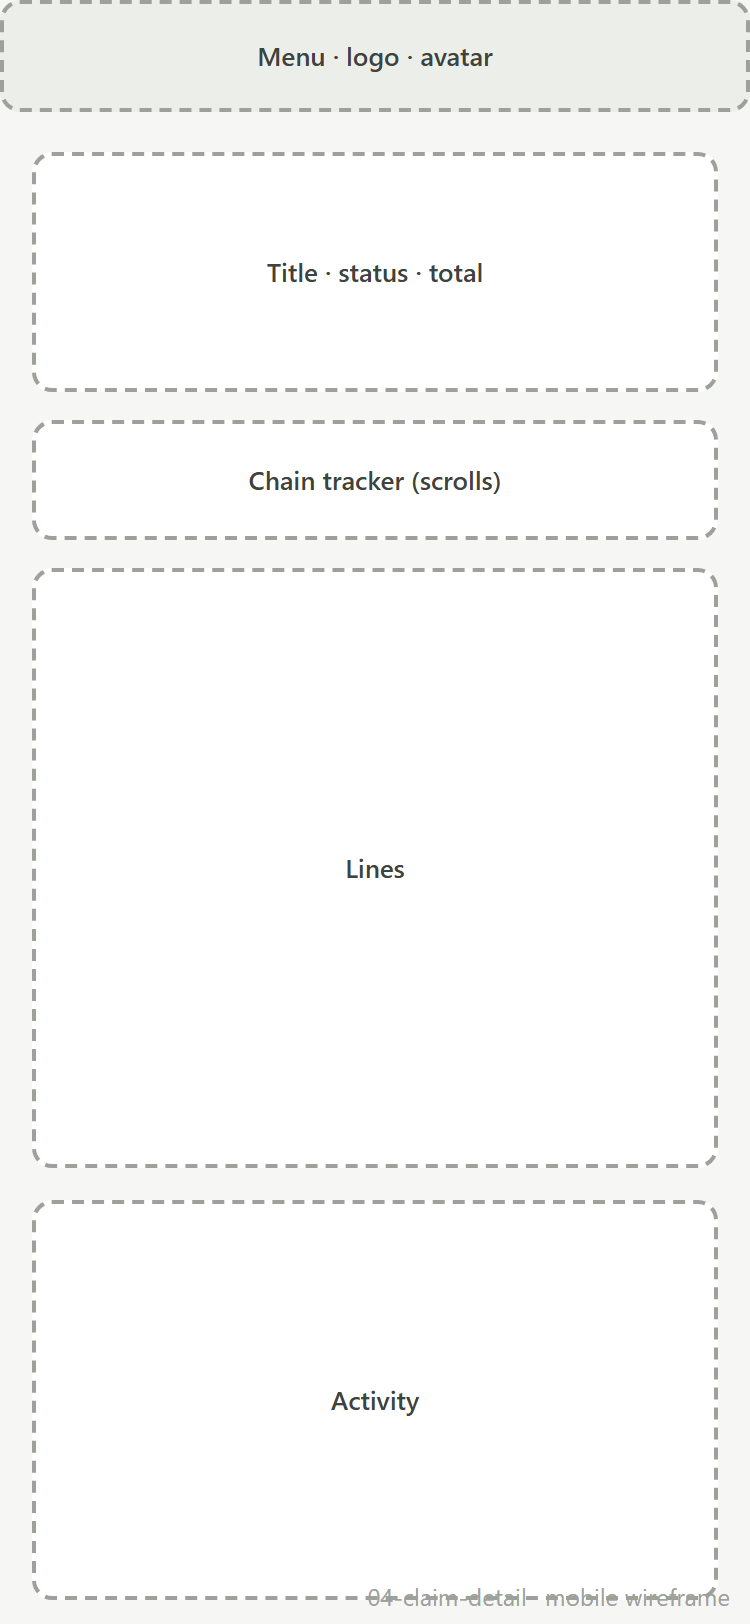 Menu · logo · avatar
Title · status · total
Chain tracker (scrolls)
Lines
Activity
04-claim-detail · mobile wireframe